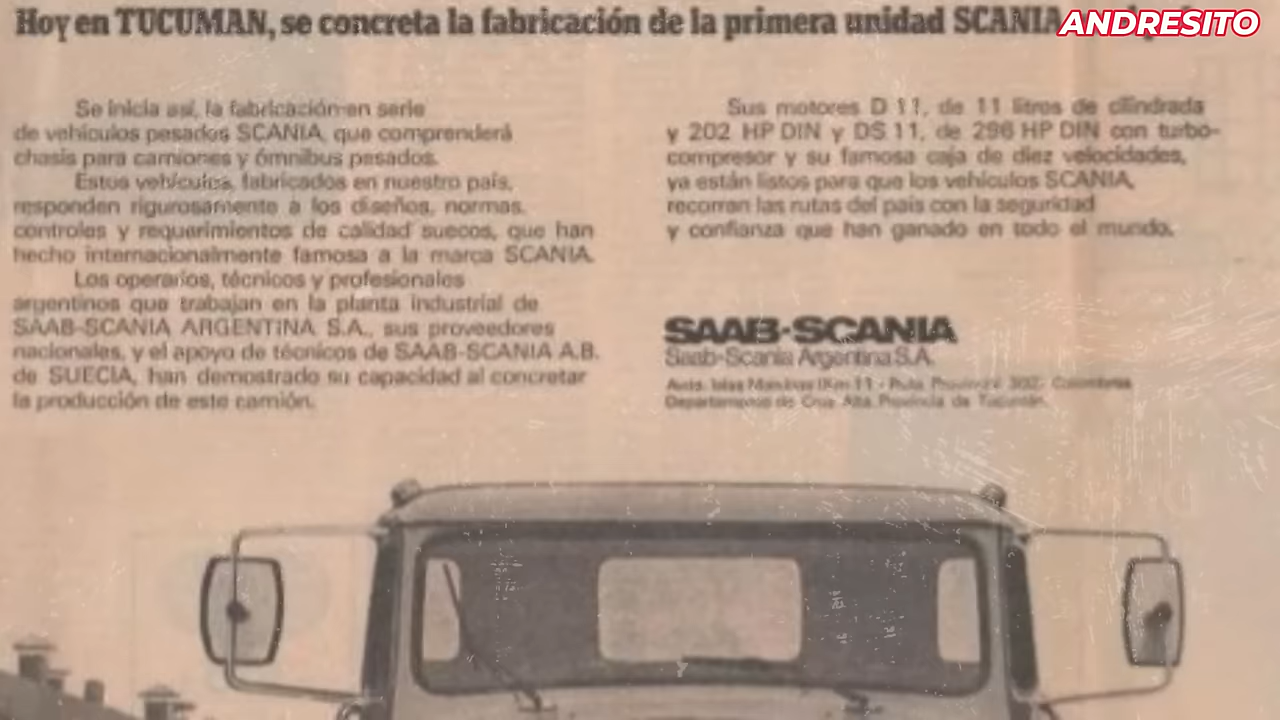 Hoy en TUCUMAN, se concreta la fabricación de la primera unidad SCANIA
ANDRESITO
Se inicia así, la fabricación en serie
de vehículos pesados SCANIA, que comprenderá
chasis para camiones y ómnibus pesados.
Estos vehículos, fabricados en nuestro país,
responden rigurosamente a los diseños, normas,
controles y requerimientos de calidad suecos, que han
hecho internacionalmente famosa a la marca SCANIA.
Los operarios, técnicos y profesionales
argentinos que trabajan en la planta industrial de
SAAB-SCANIA ARGENTINA S.A., sus proveedores
nacionales, y el apoyo de técnicos de SAAB-SCANIA A.B.
de SUECIA, han demostrado su capacidad al concretar
la producción de este camión.
Sus motores D 11, de 11 litros de cilindrada
y 202 HP DIN y DS 11, de 296 HP DIN con turbo-
compresor y su famosa caja de diez velocidades,
ya están listos para que los vehículos SCANIA,
recorran las rutas del país con la seguridad
y confianza que han ganado en todo el mundo.
SAAB-SCANIA
Saab-Scania Argentina S.A.
Avda. Islas Malvinas (Km 11 - Ruta Provincial 302, Colombres
Departamento de Cruz Alta, Provincia de Tucumán.